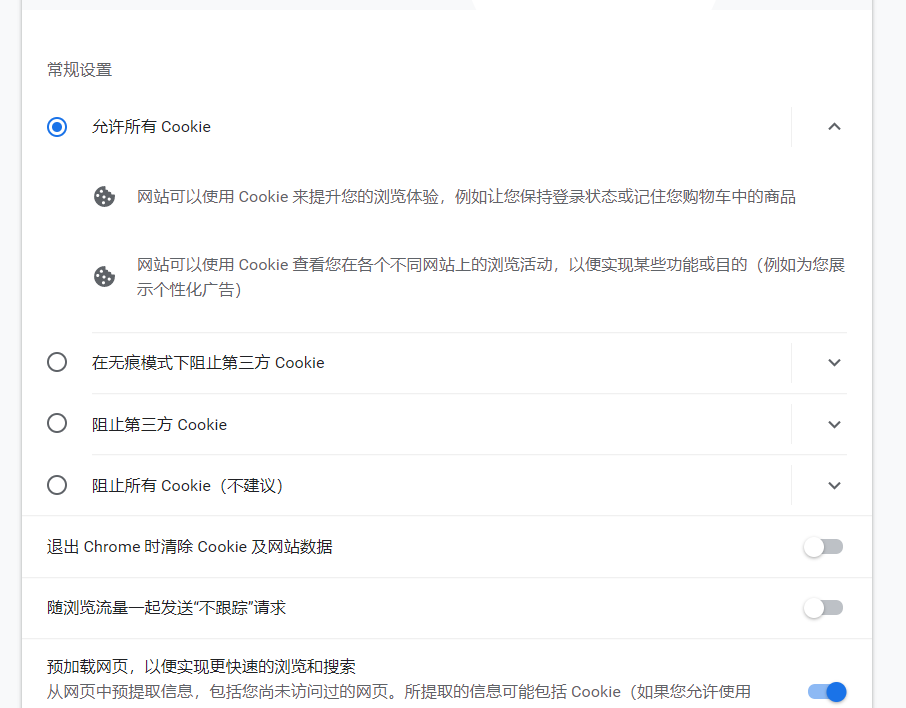 常规设置
允许所有 Cookie
网站可以使用 Cookie 来提升您的浏览体验，例如让您保持登录状态或记住您购物车中的商品
网站可以使用 Cookie 查看您在各个不同网站上的浏览活动，以便实现某些功能或目的（例如为您展
示个性化广告）
在无痕模式下阻止第三方 Cookie
阻止第三方 Cookie
阻止所有 Cookie（不建议）
退出 Chrome 时清除 Cookie 及网站数据
随浏览流量一起发送“不跟踪”请求
预加载网页，以便实现更快速的浏览和搜索
从网页中预提取信息，包括您尚未访问过的网页。所提取的信息可能包括 Cookie（如果您允许使用